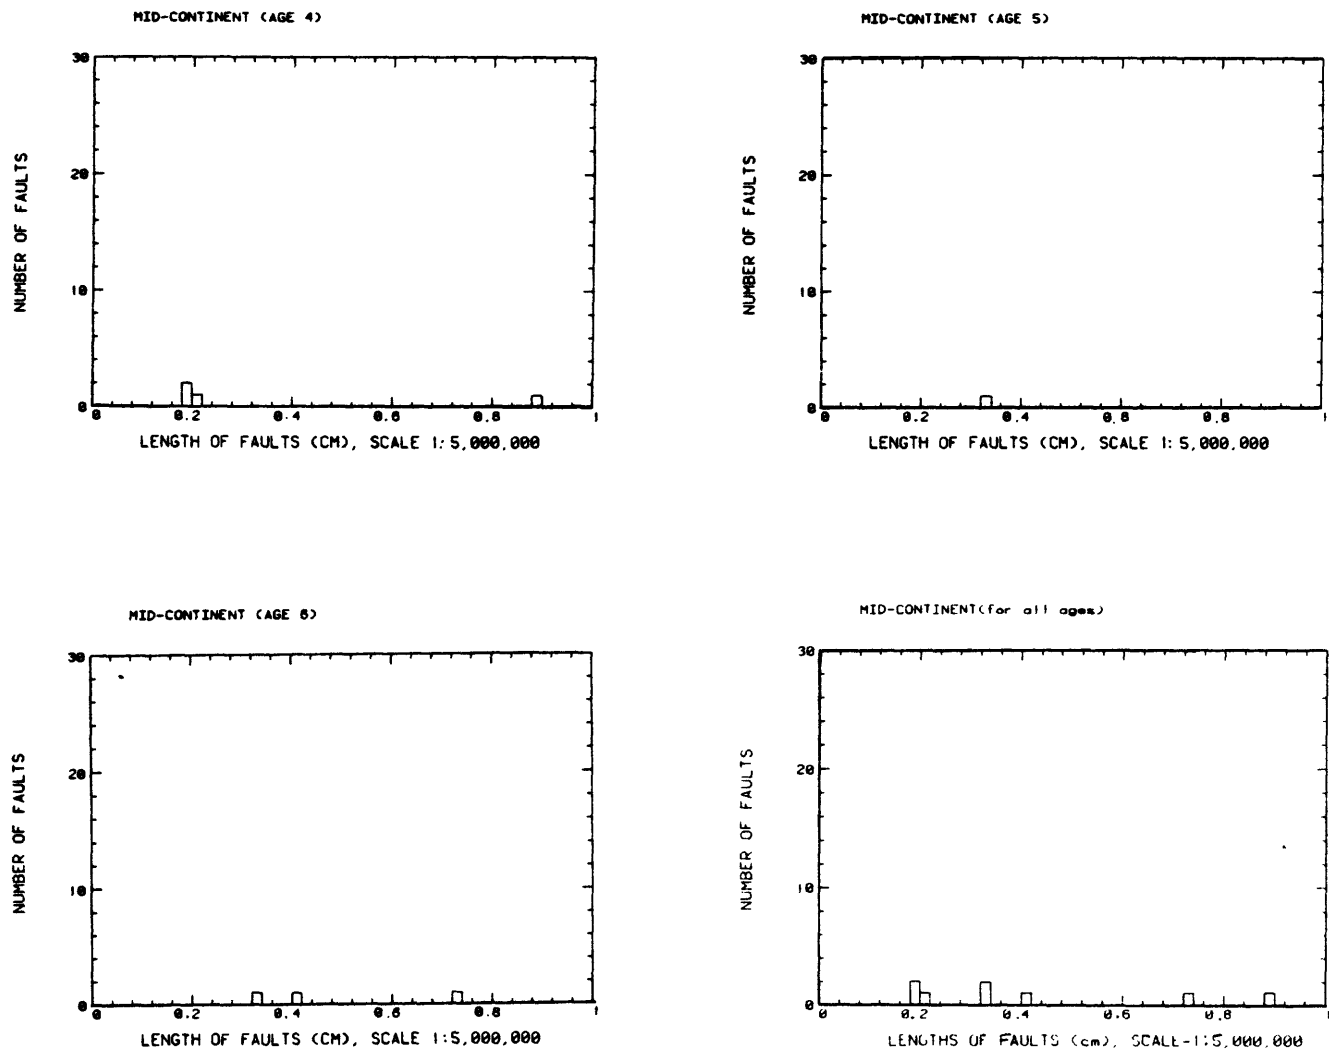 MID-CONTINENT (AGE 4)
30
20
10
0
0 0.2 0.4 0.6 0.8 1
NUMBER OF FAULTS
LENGTH OF FAULTS (CM), SCALE 1:5,000,000
MID-CONTINENT (AGE 5)
30
20
10
0
0 0.2 0.4 0.6 0.8 1
NUMBER OF FAULTS
LENGTH OF FAULTS (CM), SCALE 1:5,000,000
MID-CONTINENT (AGE 6)
30
20
10
0
0 0.2 0.4 0.6 0.8 1
NUMBER OF FAULTS
LENGTH OF FAULTS (CM), SCALE 1:5,000,000
MID-CONTINENT(for all ages)
30
20
10
0
0 0.2 0.4 0.6 0.8 1
NUMBER OF FAULTS
LENGTHS OF FAULTS (cm), SCALE-1:5,000,000